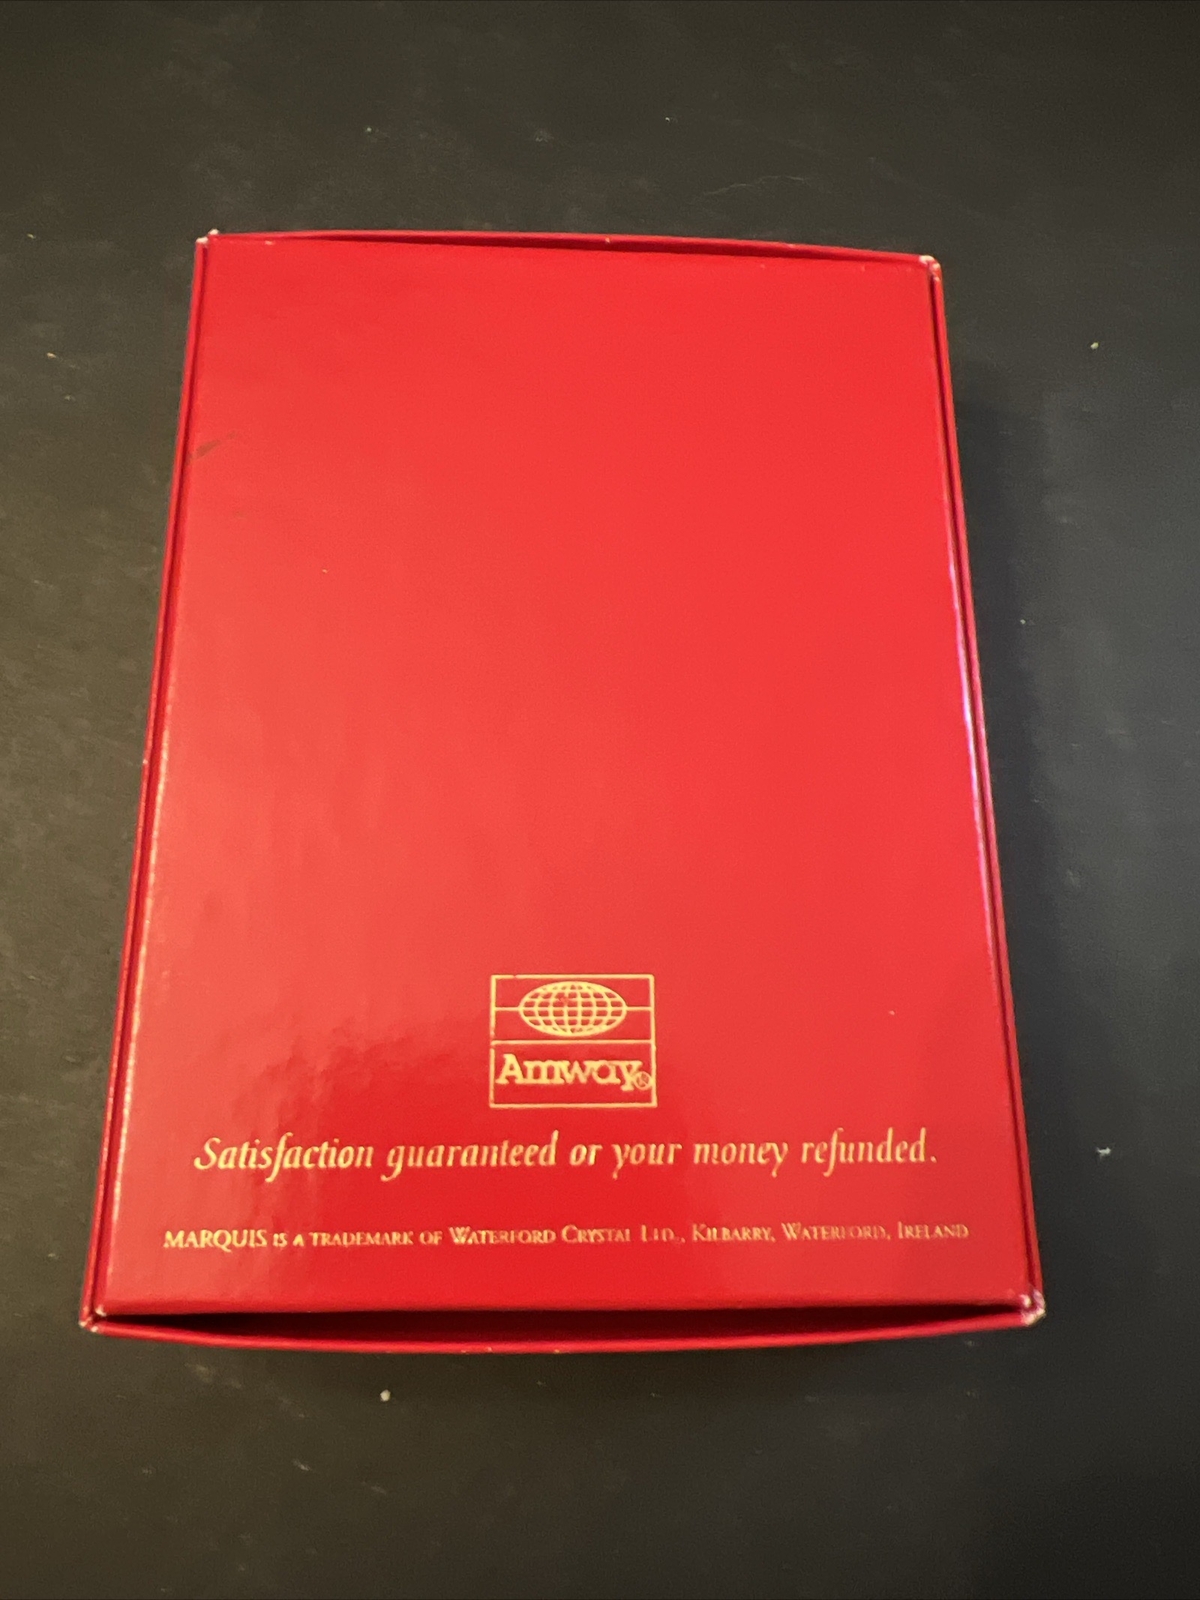 Amway®
Satisfaction guaranteed or your money refunded.
MARQUIS IS A TRADEMARK OF WATERFORD CRYSTAL LTD., KILBARRY, WATERFORD, IRELAND